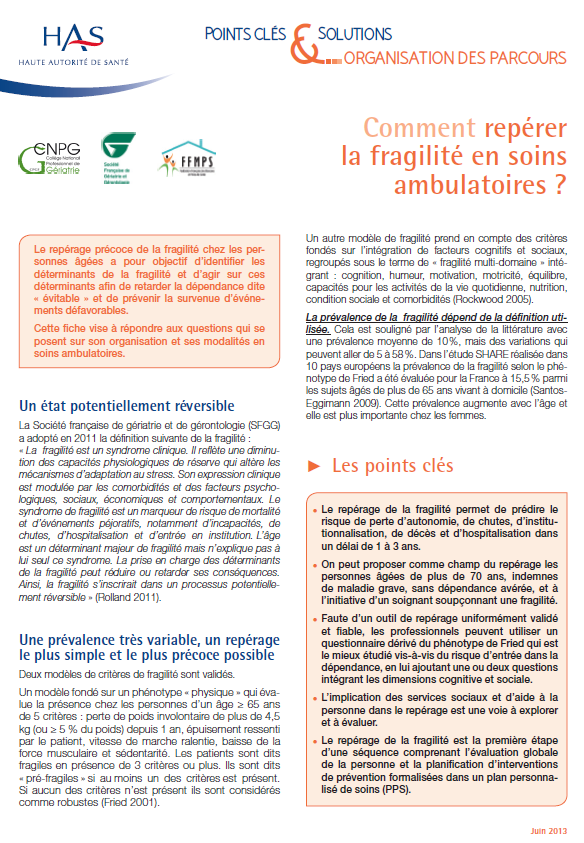 HAS
HAUTE AUTORITÉ DE SANTÉ
POINTS CLÉS & SOLUTIONS
ORGANISATION DES PARCOURS
CNPG
Collège National
Professionnel de
Gériatrie
Société
Française
de
Gériatrie et
Gérontologie
FFMPS
Comment repérer
la fragilité en soins
ambulatoires ?
Le repérage précoce de la fragilité chez les per-
sonnes âgées a pour objectif d’identifier les
déterminants de la fragilité et d’agir sur ces
déterminants afin de retarder la dépendance dite
« évitable » et de prévenir la survenue d’événe-
ments défavorables.
Cette fiche vise à répondre aux questions qui se
posent sur son organisation et ses modalités en
soins ambulatoires.
Un état potentiellement réversible
La Société française de gériatrie et de gérontologie (SFGG)
a adopté en 2011 la définition suivante de la fragilité :
« La fragilité est un syndrome clinique. Il reflète une diminu-
tion des capacités physiologiques de réserve qui altère les
mécanismes d’adaptation au stress. Son expression clinique
est modulée par les comorbidités et des facteurs psycho-
logiques, sociaux, économiques et comportementaux. Le
syndrome de fragilité est un marqueur de risque de mortalité
et d’événements péjoratifs, notamment d’incapacités, de
chutes, d’hospitalisation et d’entrée en institution. L’âge
est un déterminant majeur de fragilité mais n’explique pas à
lui seul ce syndrome. La prise en charge des déterminants
de la fragilité peut réduire ou retarder ses conséquences.
Ainsi, la fragilité s’inscrirait dans un processus potentielle-
ment réversible » (Rolland 2011).
Une prévalence très variable, un repérage
le plus simple et le plus précoce possible
Deux modèles de critères de fragilité sont validés.
Un modèle fondé sur un phénotype « physique » qui éva-
lue la présence chez les personnes d’un âge ≥ 65 ans
de 5 critères : perte de poids involontaire de plus de 4,5
kg (ou ≥ 5 % du poids) depuis 1 an, épuisement ressenti
par le patient, vitesse de marche ralentie, baisse de la
force musculaire et sédentarité. Les patients sont dits
fragiles en présence de 3 critères ou plus. Ils sont dits
« pré-fragiles » si au moins un des critères est présent.
Si aucun des critères n’est présent ils sont considérés
comme robustes (Fried 2001).
Un autre modèle de fragilité prend en compte des critères
fondés sur l’intégration de facteurs cognitifs et sociaux,
regroupés sous le terme de « fragilité multi-domaine » inté-
grant : cognition, humeur, motivation, motricité, équilibre,
capacités pour les activités de la vie quotidienne, nutrition,
condition sociale et comorbidités (Rockwood 2005).
La prévalence de la fragilité dépend de la définition uti-
lisée. Cela est souligné par l’analyse de la littérature avec
une prévalence moyenne de 10%, mais des variations qui
peuvent aller de 5 à 58 %. Dans l’étude SHARE réalisée dans
10 pays européens la prévalence de la fragilité selon le phé-
notype de Fried a été évaluée pour la France à 15,5 % parmi
les sujets âgés de plus de 65 ans vivant à domicile (Santos-
Eggimann 2009). Cette prévalence augmente avec l’âge et
elle est plus importante chez les femmes.
► Les points clés
• Le repérage de la fragilité permet de prédire le
risque de perte d’autonomie, de chutes, d’institu-
tionnalisation, de décès et d’hospitalisation dans
un délai de 1 à 3 ans.
• On peut proposer comme champ du repérage les
personnes âgées de plus de 70 ans, indemnes
de maladie grave, sans dépendance avérée, et à
l’initiative d’un soignant soupçonnant une fragilité.
• Faute d’un outil de repérage uniformément validé
et fiable, les professionnels peuvent utiliser un
questionnaire dérivé du phénotype de Fried qui est
le mieux étudié vis-à-vis du risque d’entrée dans la
dépendance, en lui ajoutant une ou deux questions
intégrant les dimensions cognitive et sociale.
• L’implication des services sociaux et d’aide à la
personne dans le repérage est une voie à explorer
et à évaluer.
• Le repérage de la fragilité est la première étape
d’une séquence comprenant l’évaluation globale
de la personne et la planification d’interventions
de prévention formalisées dans un plan personna-
lisé de soins (PPS).
Juin 2013